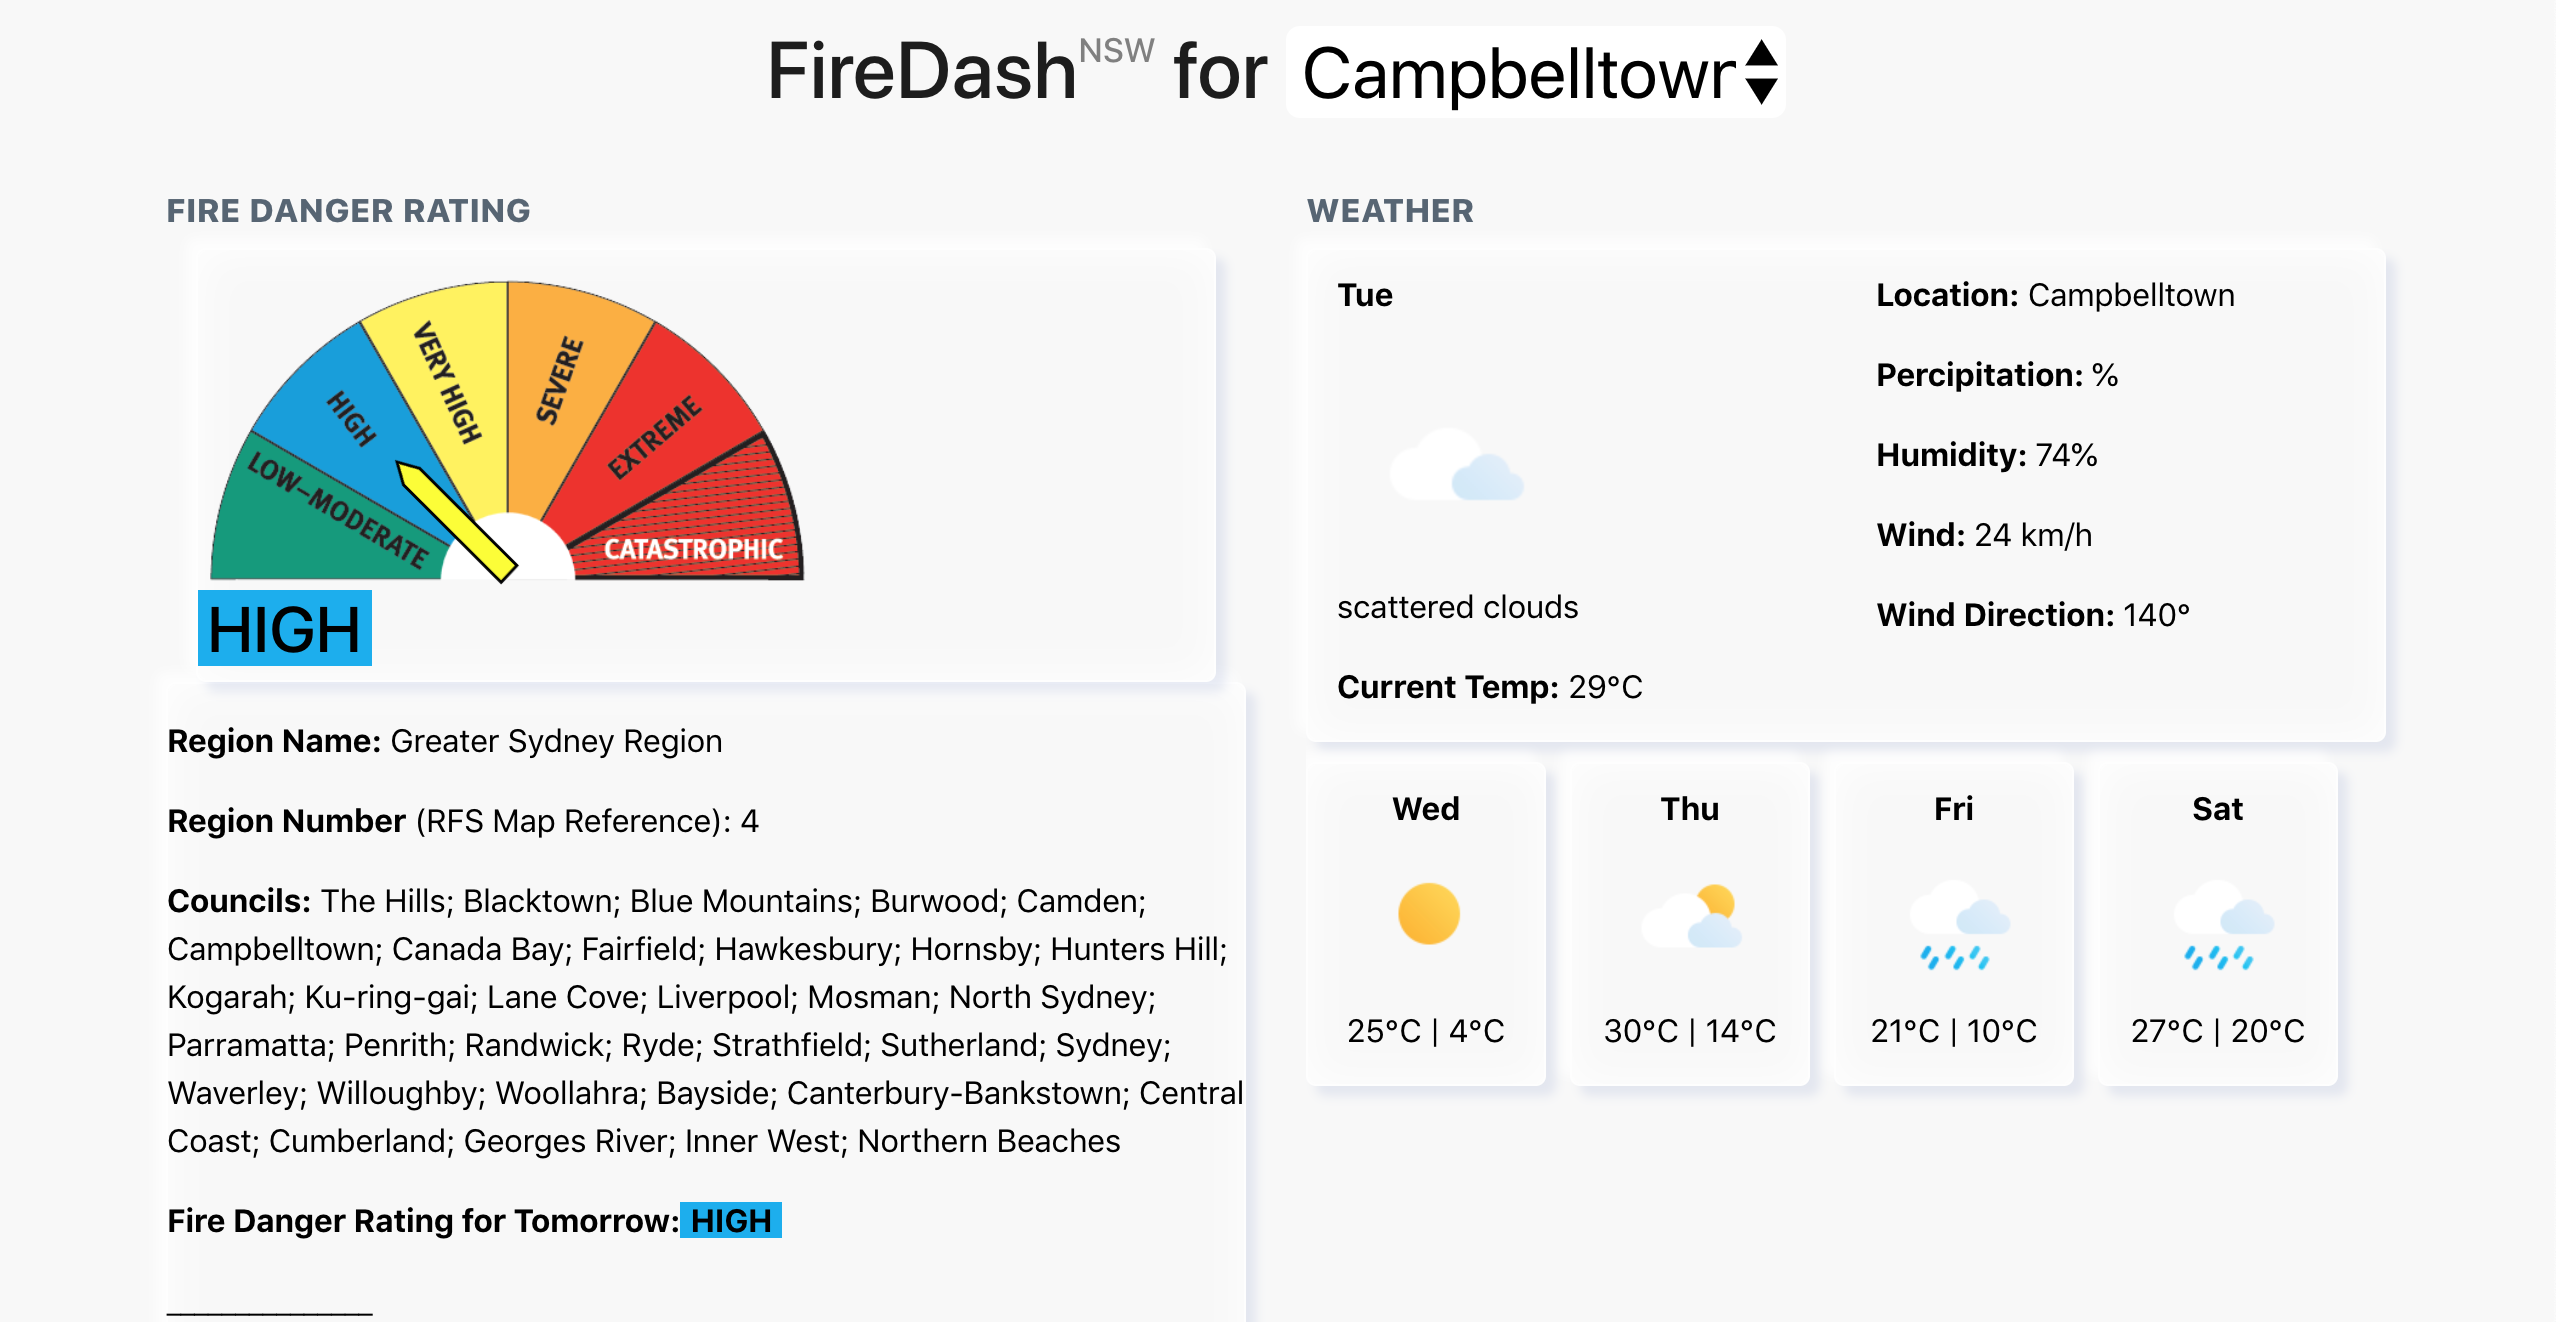 FireDash NSW for Campbelltown
FIRE DANGER RATING
LOW–MODERATE
HIGH
VERY HIGH
SEVERE
EXTREME
CATASTROPHIC
HIGH
Region Name: Greater Sydney Region
Region Number (RFS Map Reference): 4
Councils: The Hills; Blacktown; Blue Mountains; Burwood; Camden;
Campbelltown; Canada Bay; Fairfield; Hawkesbury; Hornsby; Hunters Hill;
Kogarah; Ku-ring-gai; Lane Cove; Liverpool; Mosman; North Sydney;
Parramatta; Penrith; Randwick; Ryde; Strathfield; Sutherland; Sydney;
Waverley; Willoughby; Woollahra; Bayside; Canterbury-Bankstown; Central
Coast; Cumberland; Georges River; Inner West; Northern Beaches
Fire Danger Rating for Tomorrow: HIGH
WEATHER
Tue
scattered clouds
Current Temp: 29°C
Location: Campbelltown
Percipitation: %
Humidity: 74%
Wind: 24 km/h
Wind Direction: 140°
Wed
25°C | 4°C
Thu
30°C | 14°C
Fri
21°C | 10°C
Sat
27°C | 20°C